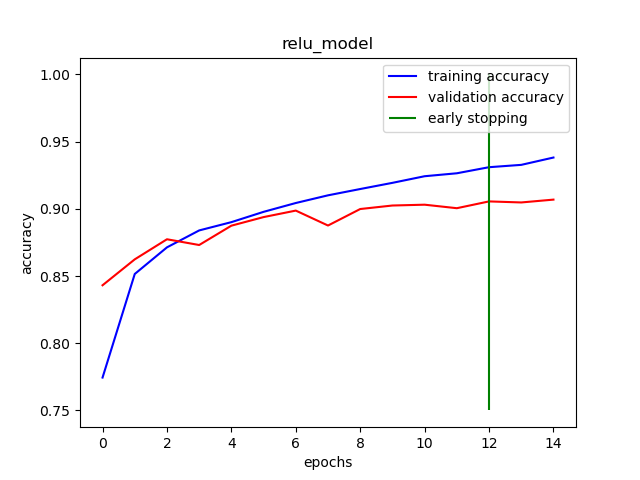 relu_model
training accuracy
validation accuracy
early stopping
1.00
0.95
0.90
0.85
0.80
0.75
accuracy
0 2 4 6 8 10 12 14
epochs